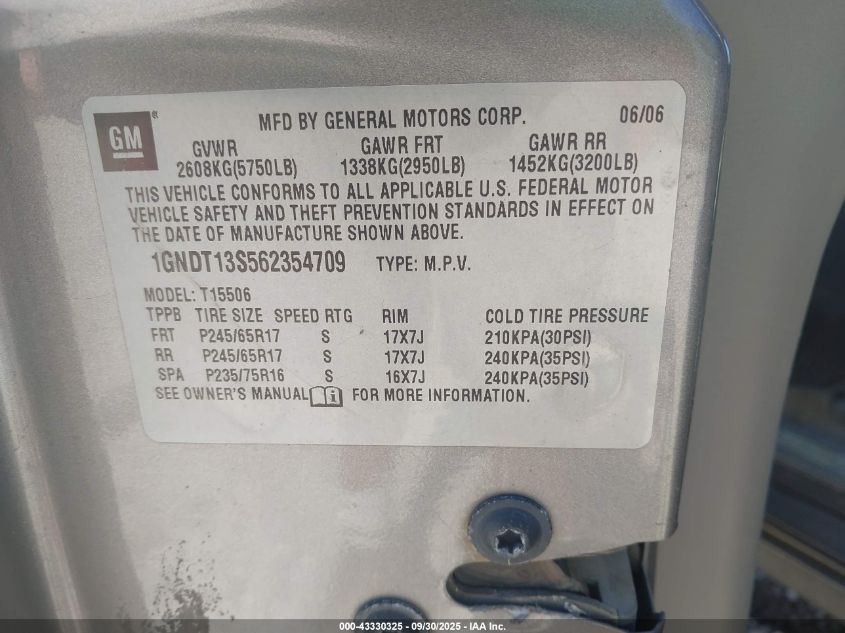 GM®
MFD BY GENERAL MOTORS CORP. 06/06
GVWR GAWR FRT GAWR RR
2608KG(5750LB) 1338KG(2950LB) 1452KG(3200LB)
THIS VEHICLE CONFORMS TO ALL APPLICABLE U.S. FEDERAL MOTOR
VEHICLE SAFETY AND THEFT PREVENTION STANDARDS IN EFFECT ON
THE DATE OF MANUFACTURE SHOWN ABOVE.
1GNDT13S562354709 TYPE: M.P.V.
MODEL: T15506
TPPB TIRE SIZE SPEED RTG RIM COLD TIRE PRESSURE
FRT P245/65R17 S 17X7J 210KPA(30PSI)
RR P245/65R17 S 17X7J 240KPA(35PSI)
SPA P235/75R16 S 16X7J 240KPA(35PSI)
SEE OWNER'S MANUAL i FOR MORE INFORMATION.
000-43330325 - 09/30/2025 - IAA Inc.